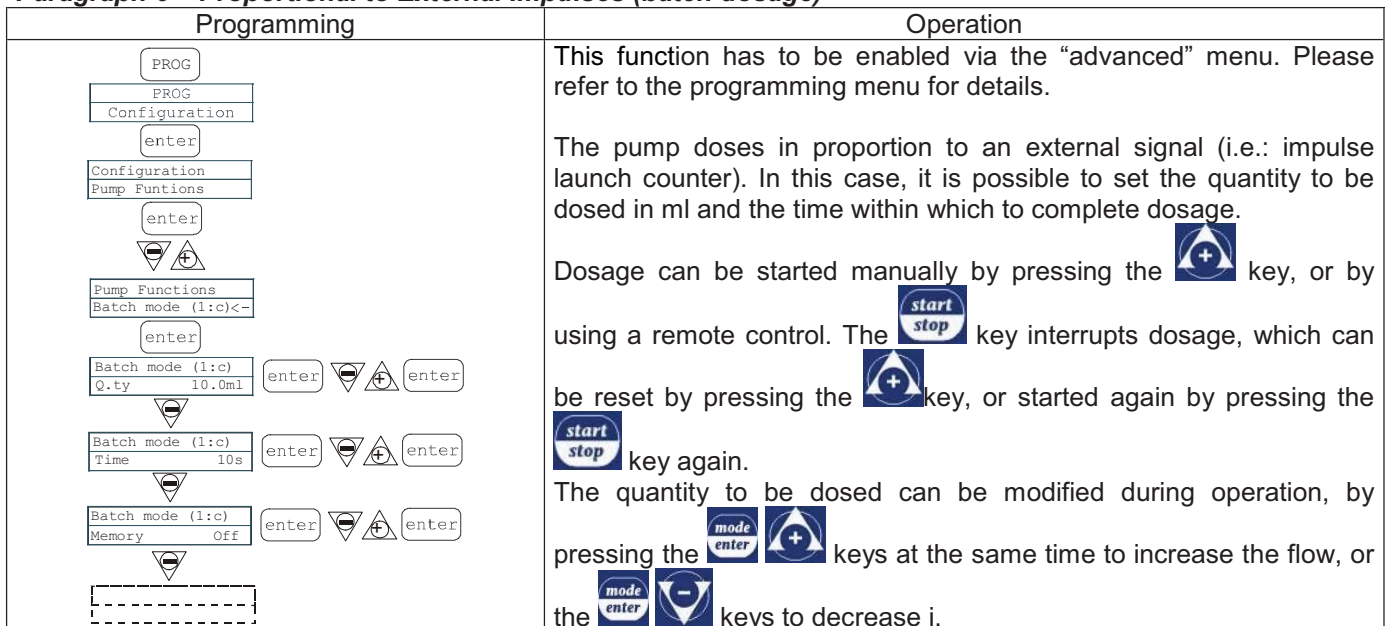 Programming
Operation
PROG
PROG
Configuration
enter
Configuration
Pump Funtions
enter
Pump Functions
Batch mode (1:c)<-
enter
Batch mode (1:c)
Q.ty 10.0ml
enter
enter
Batch mode (1:c)
Time 10s
enter
enter
Batch mode (1:c)
Memory Off
enter
enter
This function has to be enabled via the “advanced” menu. Please
refer to the programming menu for details.
The pump doses in proportion to an external signal (i.e.: impulse
launch counter). In this case, it is possible to set the quantity to be
dosed in ml and the time within which to complete dosage.
Dosage can be started manually by pressing the + key, or by
using a remote control. The start stop key interrupts dosage, which can
be reset by pressing the + key, or started again by pressing the
start stop key again.
The quantity to be dosed can be modified during operation, by
pressing the mode enter + keys at the same time to increase the flow, or
the mode enter - keys to decrease i.